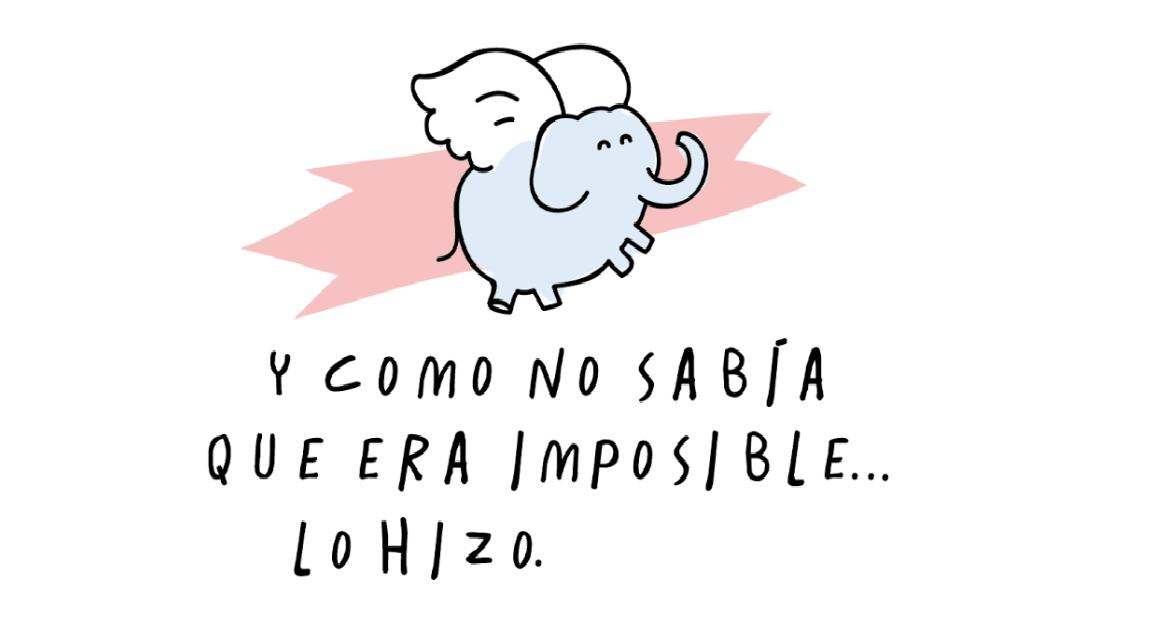 Y COMO NO SABÍA
QUE ERA IMPOSIBLE...
LO HIZO.